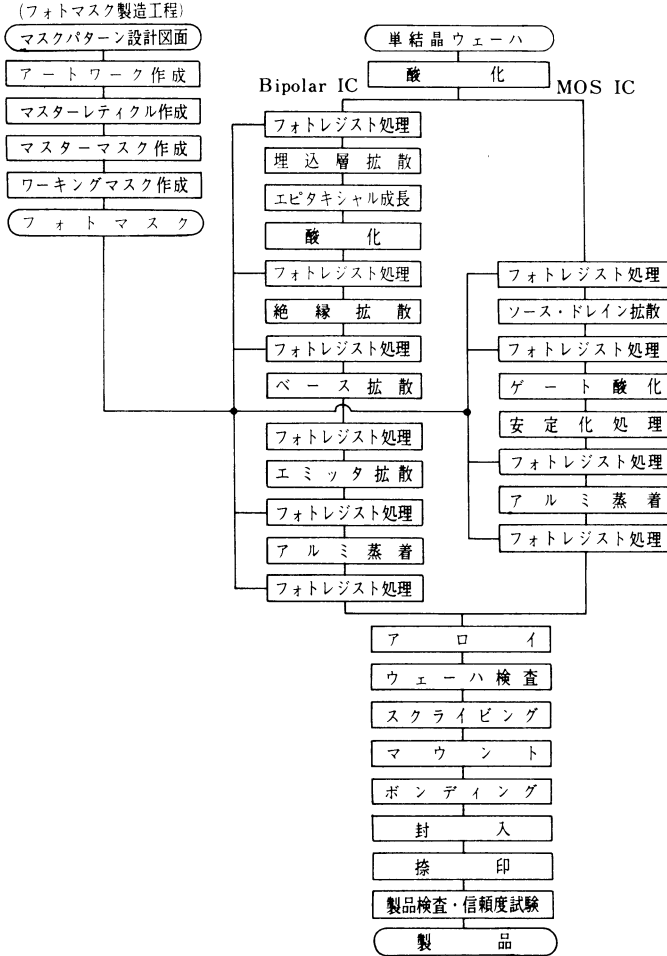 (フォトマスク製造工程)
マスクパターン設計図面
アートワーク作成
マスターレティクル作成
マスターマスク作成
ワーキングマスク作成
フォトマスク
単結晶ウェーハ
酸化
Bipolar IC
MOS IC
フォトレジスト処理
埋込層拡散
エピタキシャル成長
酸化
フォトレジスト処理
絶縁拡散
フォトレジスト処理
ベース拡散
フォトレジスト処理
エミッタ拡散
フォトレジスト処理
アルミ蒸着
フォトレジスト処理
フォトレジスト処理
ソース・ドレイン拡散
フォトレジスト処理
ゲート酸化
安定化処理
フォトレジスト処理
アルミ蒸着
フォトレジスト処理
アロイ
ウェーハ検査
スクライビング
マウント
ボンディング
封入
捺印
製品検査・信頼度試験
製品